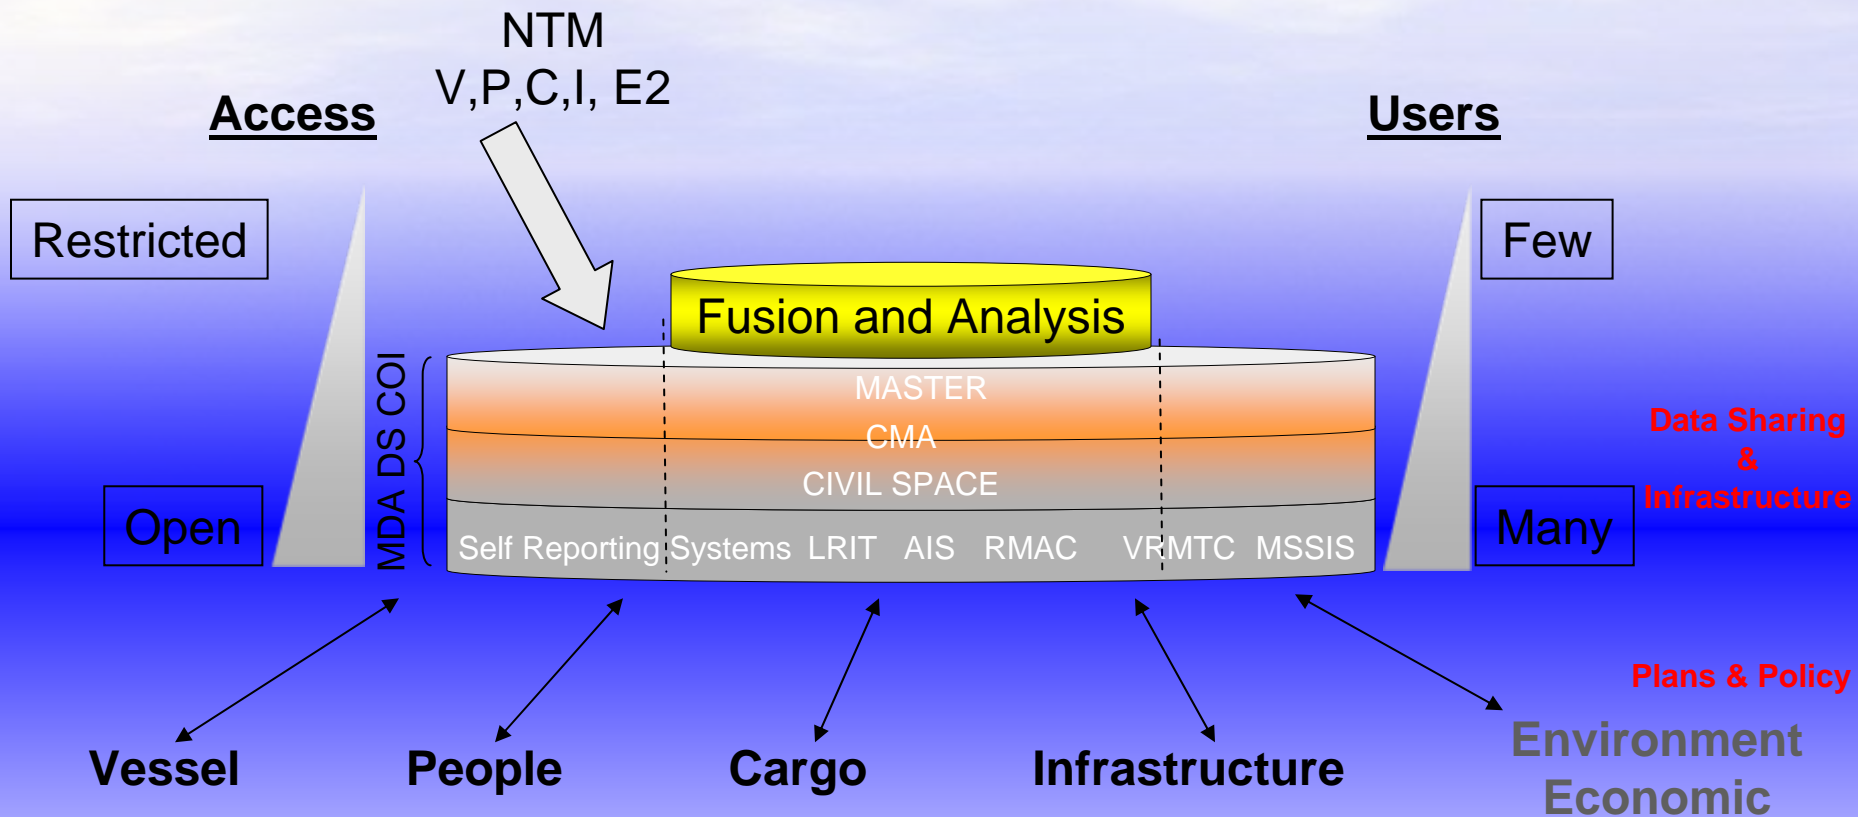 NTM
V,P,C,I, E2
Access
Users
Restricted
Few
Fusion and Analysis
MDA DS COI
MASTER
CMA
CIVIL SPACE
Data Sharing
&
Infrastructure
Open
Many
Self Reporting Systems LRIT AIS RMAC VRMTC MSSIS
Plans & Policy
Vessel
People
Cargo
Infrastructure
Environment
Economic